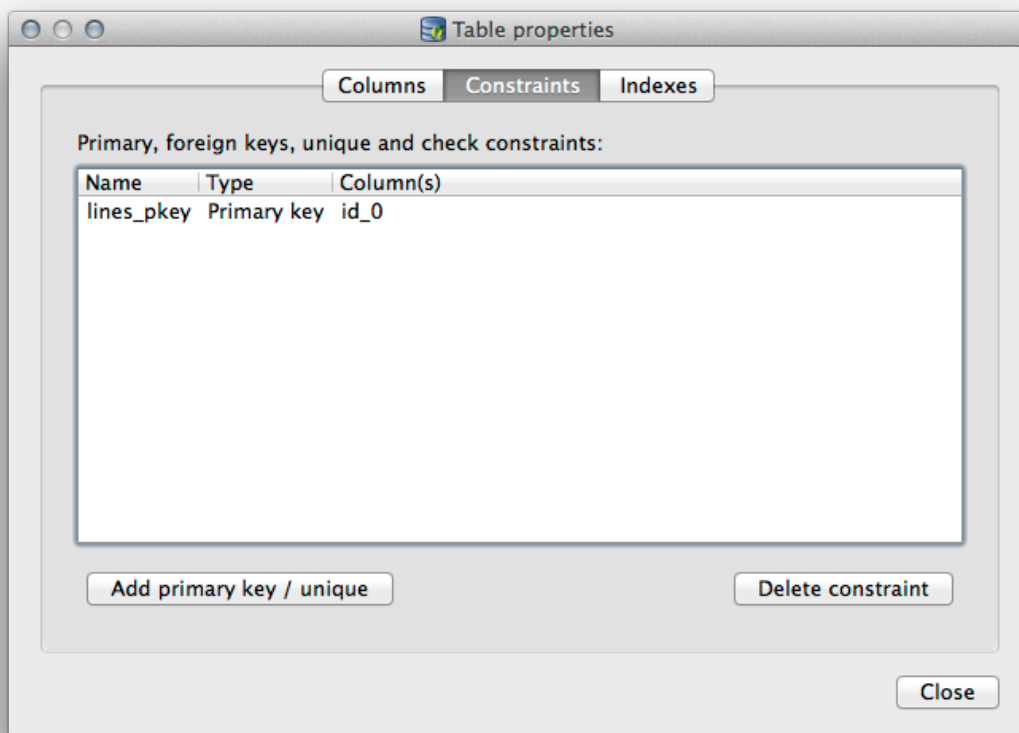 Table properties
Columns Constraints Indexes
Primary, foreign keys, unique and check constraints:
Name Type Column(s)
lines_pkey Primary key id_0
Add primary key / unique Delete constraint
Close